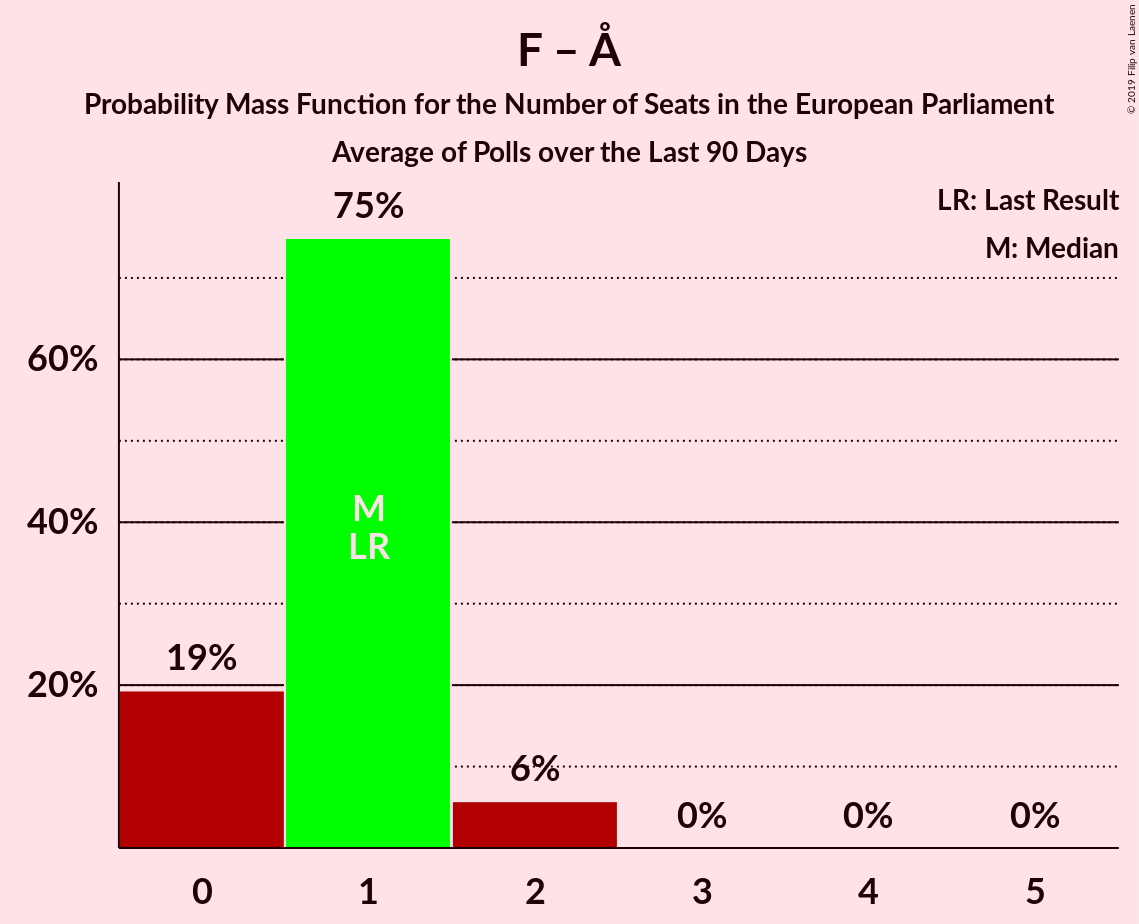 F – Å
Probability Mass Function for the Number of Seats in the European Parliament
Average of Polls over the Last 90 Days
© 2019 Filip van Laenen
LR: Last Result
M: Median
75%
60%
M
40%
LR
19%
20%
6%
0% 0% 0%
0 1 2 3 4 5